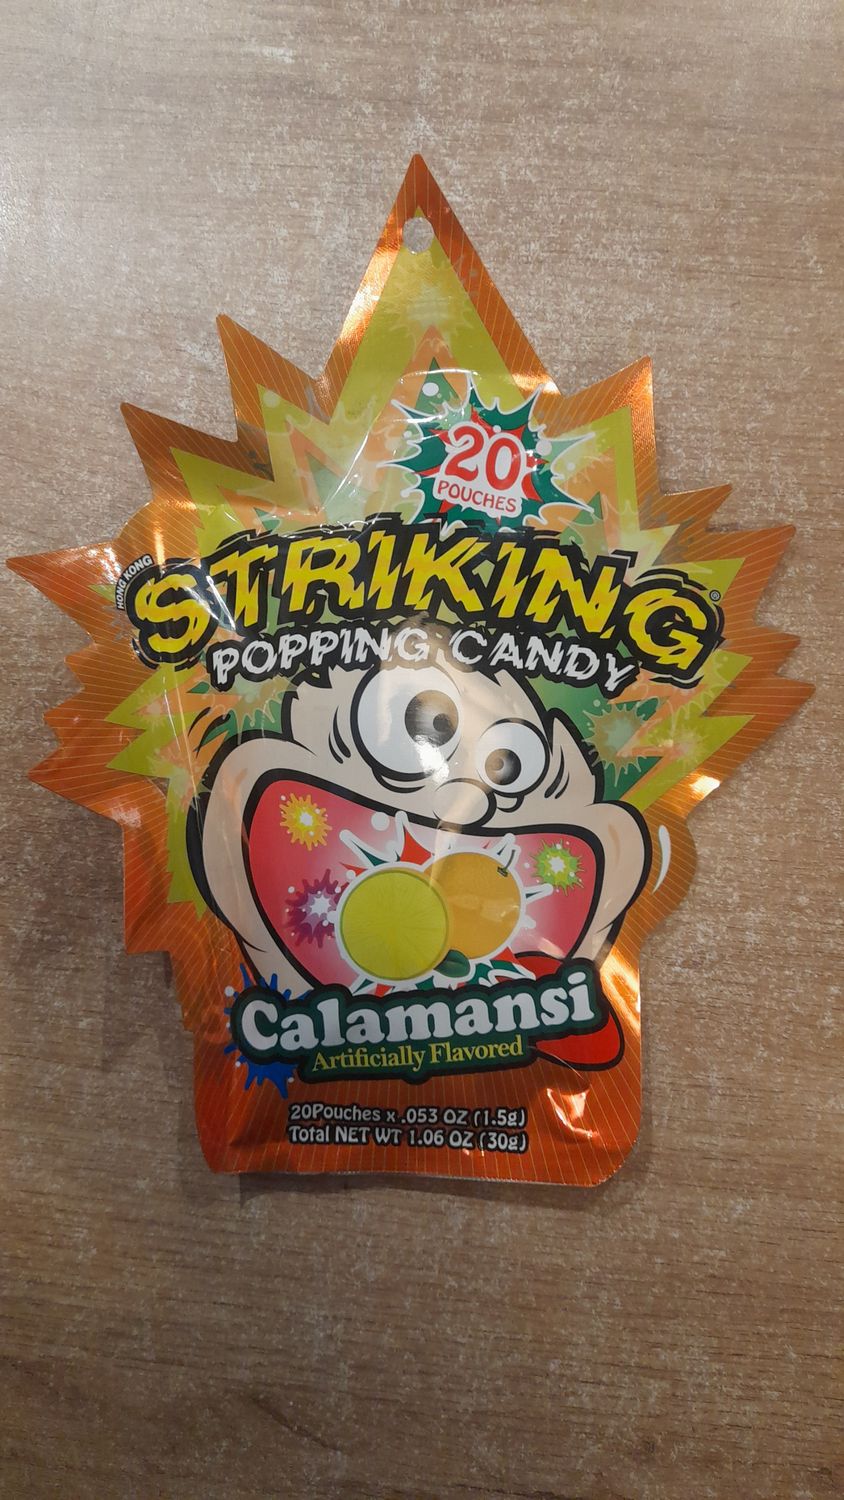 20
POUCHES
HONG KONG
STRIKING®
POPPING CANDY
Calamansi
Artificially Flavored
20Pouches x .053 OZ (1.5g)
Total NET WT 1.06 OZ (30g)